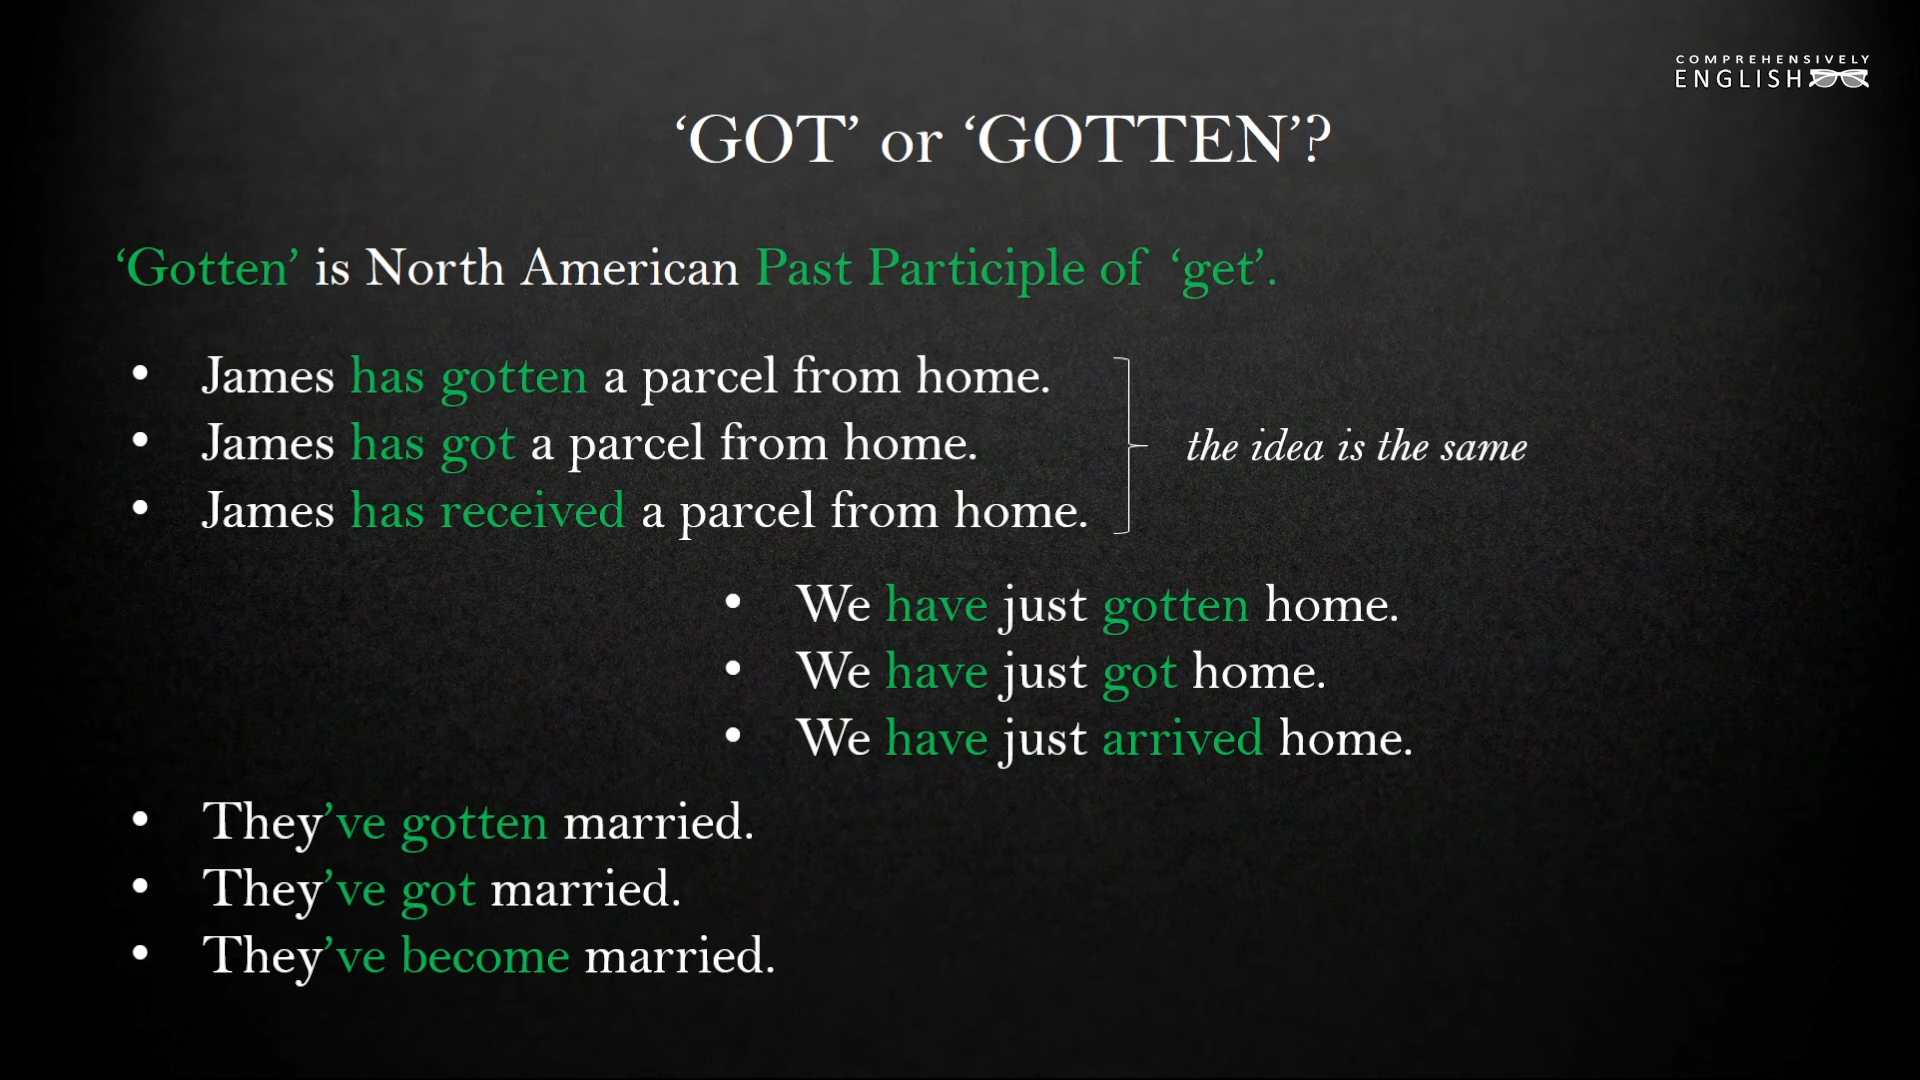 COMPREHENSIVELY
ENGLISH
‘GOT’ or ‘GOTTEN’?
‘Gotten’ is North American Past Participle of ‘get’.
• James has gotten a parcel from home.
• James has got a parcel from home.
• James has received a parcel from home.
the idea is the same
• We have just gotten home.
• We have just got home.
• We have just arrived home.
• They’ve gotten married.
• They’ve got married.
• They’ve become married.